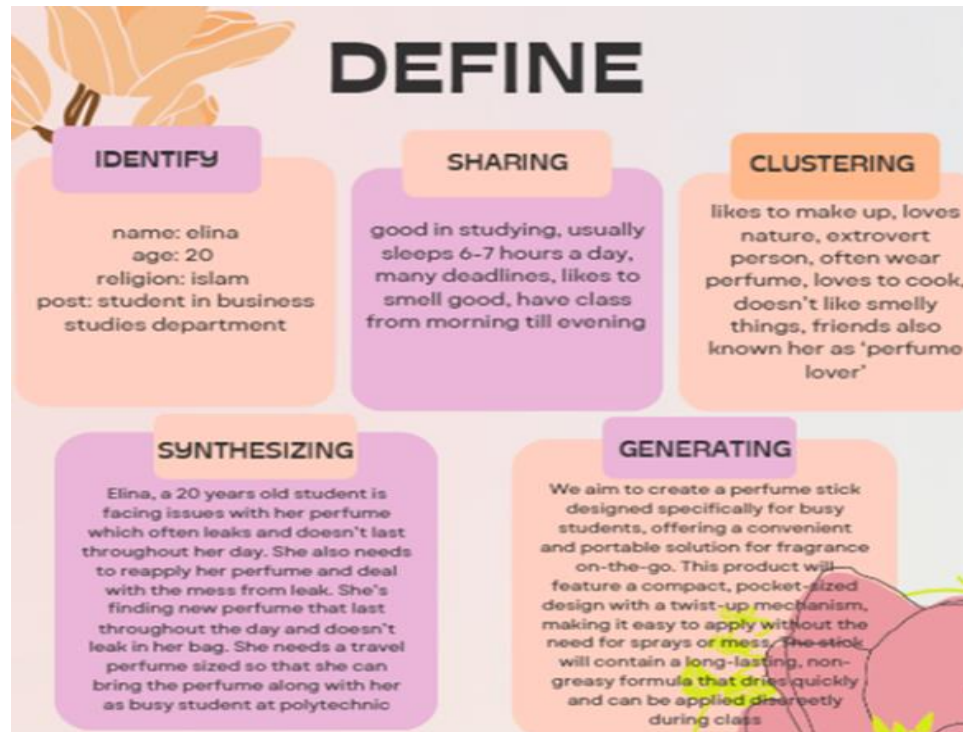 DEFINE
IDENTIFY
name: elina
age: 20
religion: islam
post: student in business
studies department
SHARING
good in studying, usually
sleeps 6-7 hours a day,
many deadlines, likes to
smell good, have class
from morning till evening
CLUSTERING
likes to make up, loves
nature, extrovert
person, often wear
perfume, loves to cook,
doesn't like smelly
things, friends also
known her as 'perfume
lover'
SYNTHESIZING
Elina, a 20 years old student is
facing issues with her perfume
which often leaks and doesn't last
throughout her day. She also needs
to reapply her perfume and deal
with the mess from leak. She's
finding new perfume that last
throughout the day and doesn't
leak in her bag. She needs a travel
perfume sized so that she can
bring the perfume along with her
as busy student at polytechnic
GENERATING
We aim to create a perfume stick
designed specifically for busy
students, offering a convenient
and portable solution for fragrance
on-the-go. This product will
feature a compact, pocket-sized
design with a twist-up mechanism,
making it easy to apply without the
need for sprays or mess. The stick
will contain a long-lasting, non-
greasy formula that dries quickly
and can be applied discreetly
during class